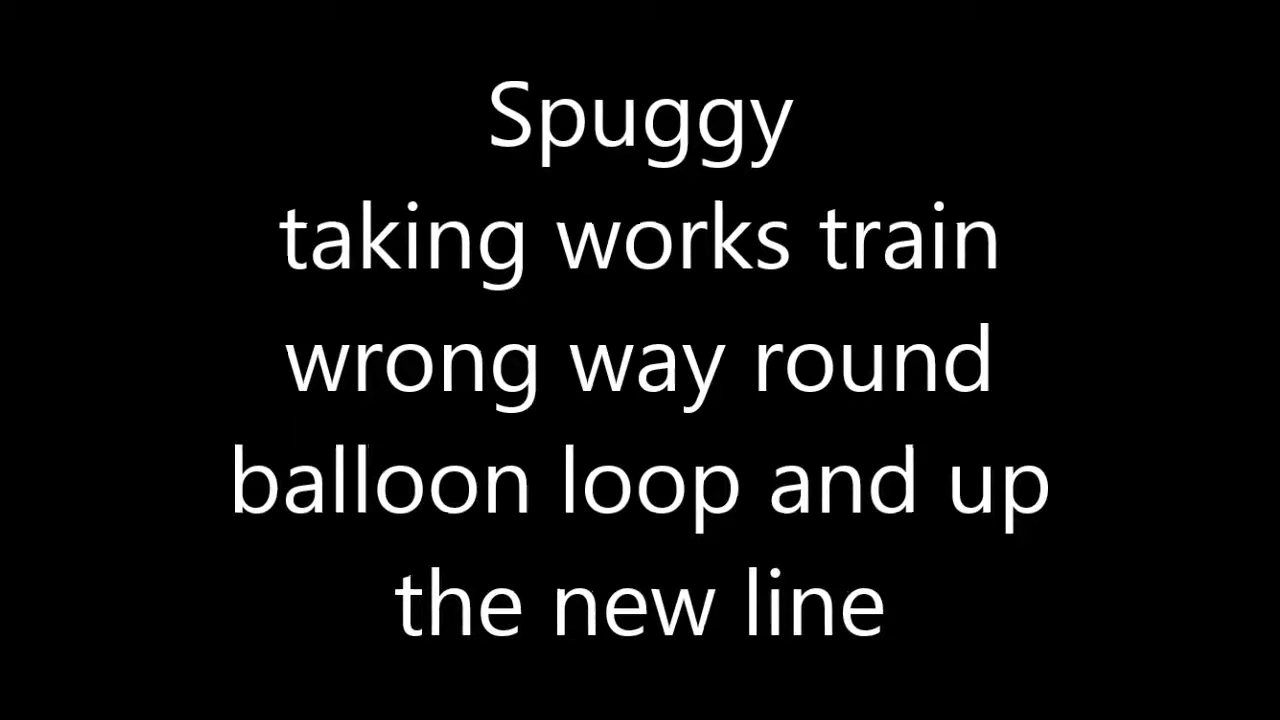 Spuggy
taking works train
wrong way round
balloon loop and up
the new line